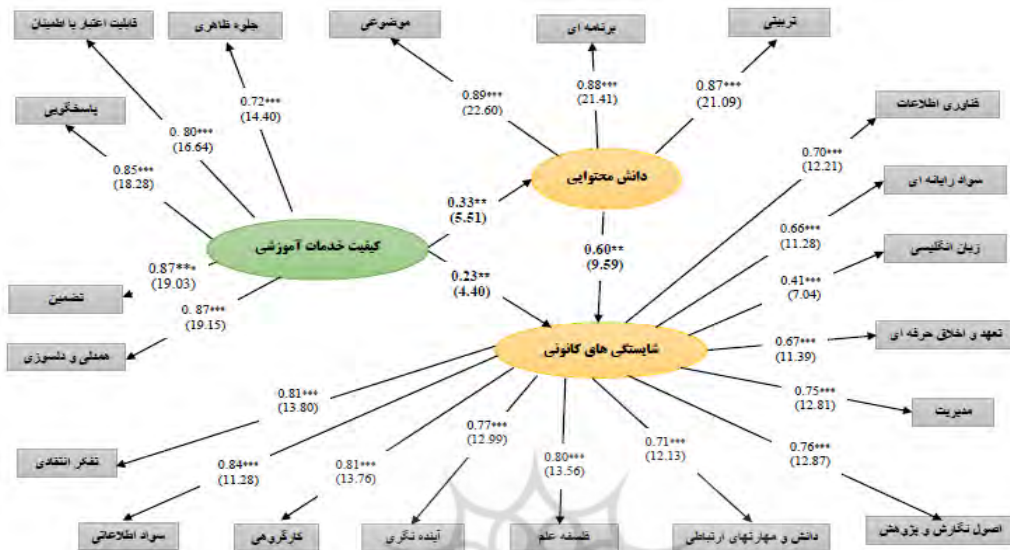 قابلیت اعتبار یا اطمینان
جلوه ظاهری
موضوعی
برنامه ای
تربیتی
پاسخگویی
فناوری اطلاعات
0.72***
(14.40)
0. 80***
(16.64)
0.85***
(18.28)
0.89***
(22.60)
0.88***
(21.41)
0.87***
(21.09)
0.70***
(12.21)
دانش محتوایی
سواد رایانه ای
0.33**
(5.51)
کیفیت خدمات آموزشی
0.60**
(9.59)
0.66***
(11.28)
زبان انگلیسی
0.23**
(4.40)
0.41***
(7.04)
0.87***
(19.03)
تضمین
0. 87***
(19.15)
همدلی و دلسوزی
شایستگی های کانونی
تعهد و اخلاق حرفه ای
0.67***
(11.39)
0.75***
(12.81)
مدیریت
0.81***
(13.80)
تفکر انتقادی
0.84***
(11.28)
0.81***
(13.76)
0.77***
(12.99)
0.80***
(13.56)
0.71***
(12.13)
0.76***
(12.87)
سواد اطلاعاتی
کارگروهی
آینده نگری
فلسفه علم
دانش و مهارتهای ارتباطی
اصول نگارش و پژوهش